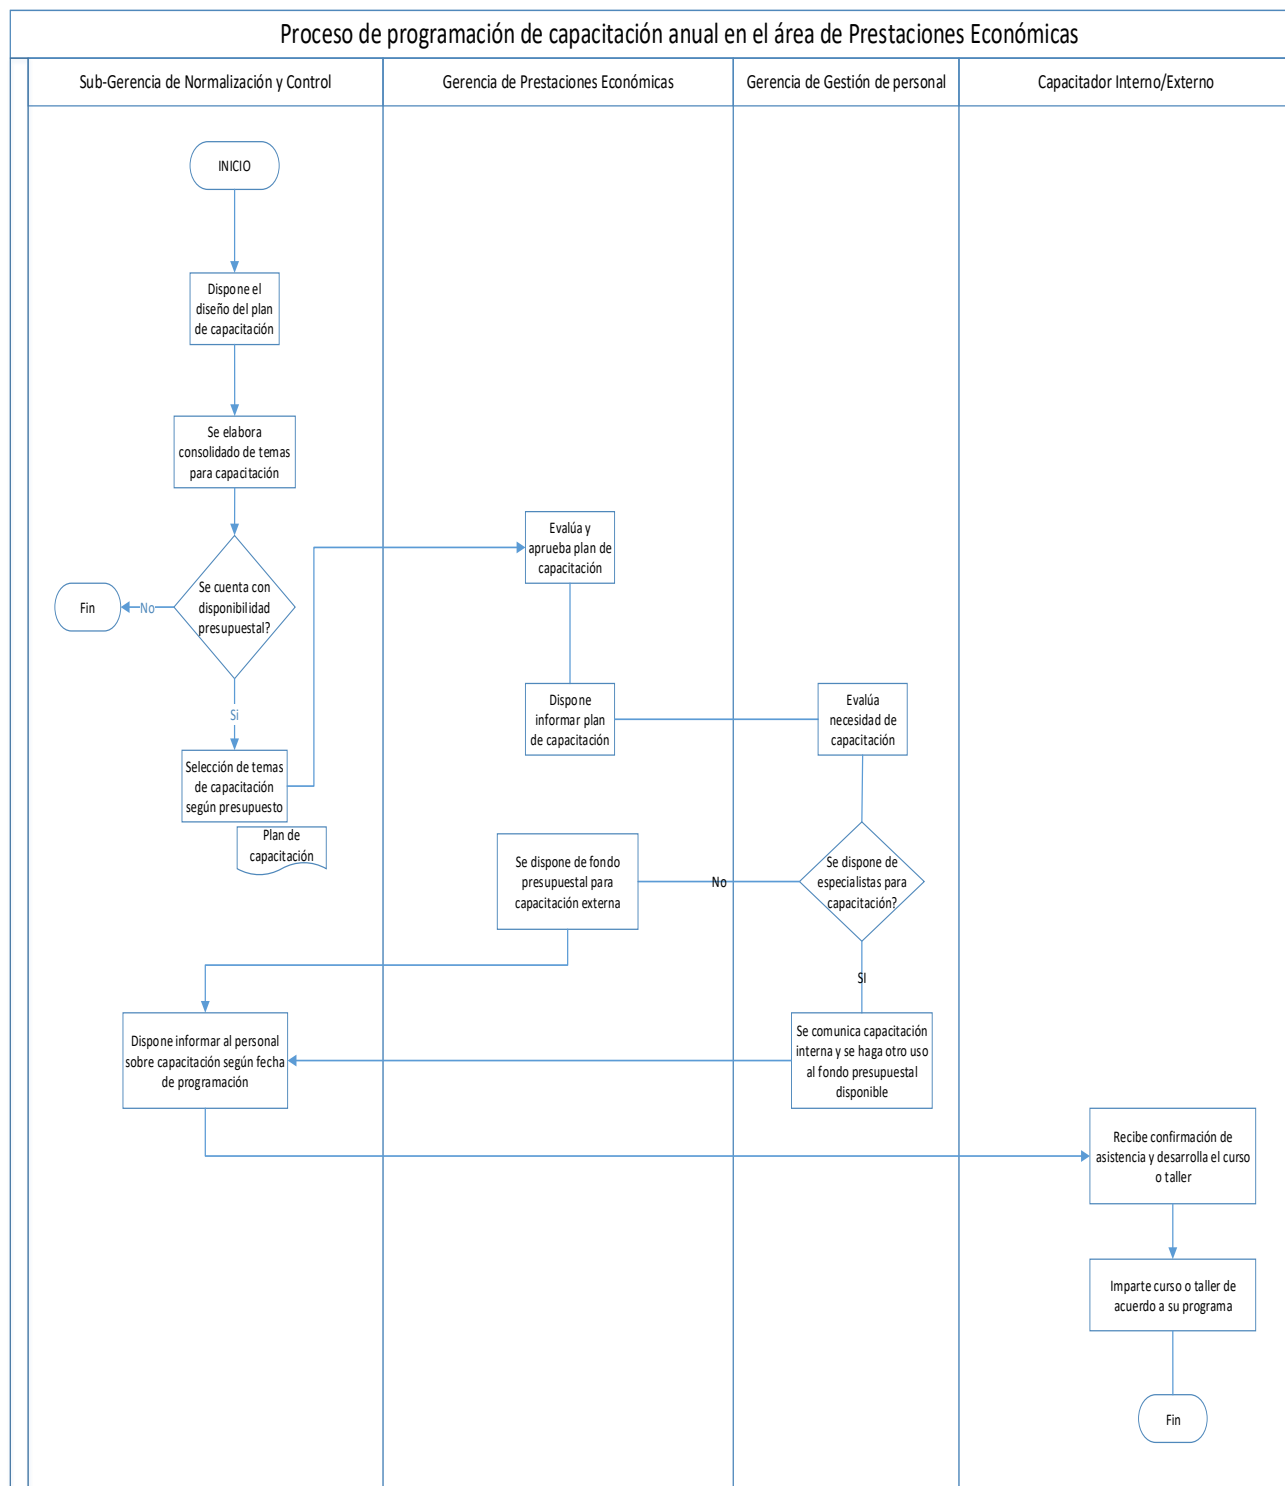 Proceso de programación de capacitación anual en el área de Prestaciones Económicas
Sub-Gerencia de Normalización y Control
Gerencia de Prestaciones Económicas
Gerencia de Gestión de personal
Capacitador Interno/Externo
INICIO
Dispone el
diseño del plan
de capacitación
Se elabora
consolidado de temas
para capacitación
Se cuenta con
disponibilidad
presupuestal?
No
Fin
Si
Selección de temas
de capacitación
según presupuesto
Plan de
capacitación
Evalúa y
aprueba plan de
capacitación
Dispone
informar plan
de capacitación
Evalúa
necesidad de
capacitación
Se dispone de
especialistas para
capacitación?
No
Se dispone de fondo
presupuestal para
capacitación externa
SI
Se comunica capacitación
interna y se haga otro uso
al fondo presupuestal
disponible
Dispone informar al personal
sobre capacitación según fecha
de programación
Recibe confirmación de
asistencia y desarrolla el curso
o taller
Imparte curso o taller de
acuerdo a su programa
Fin